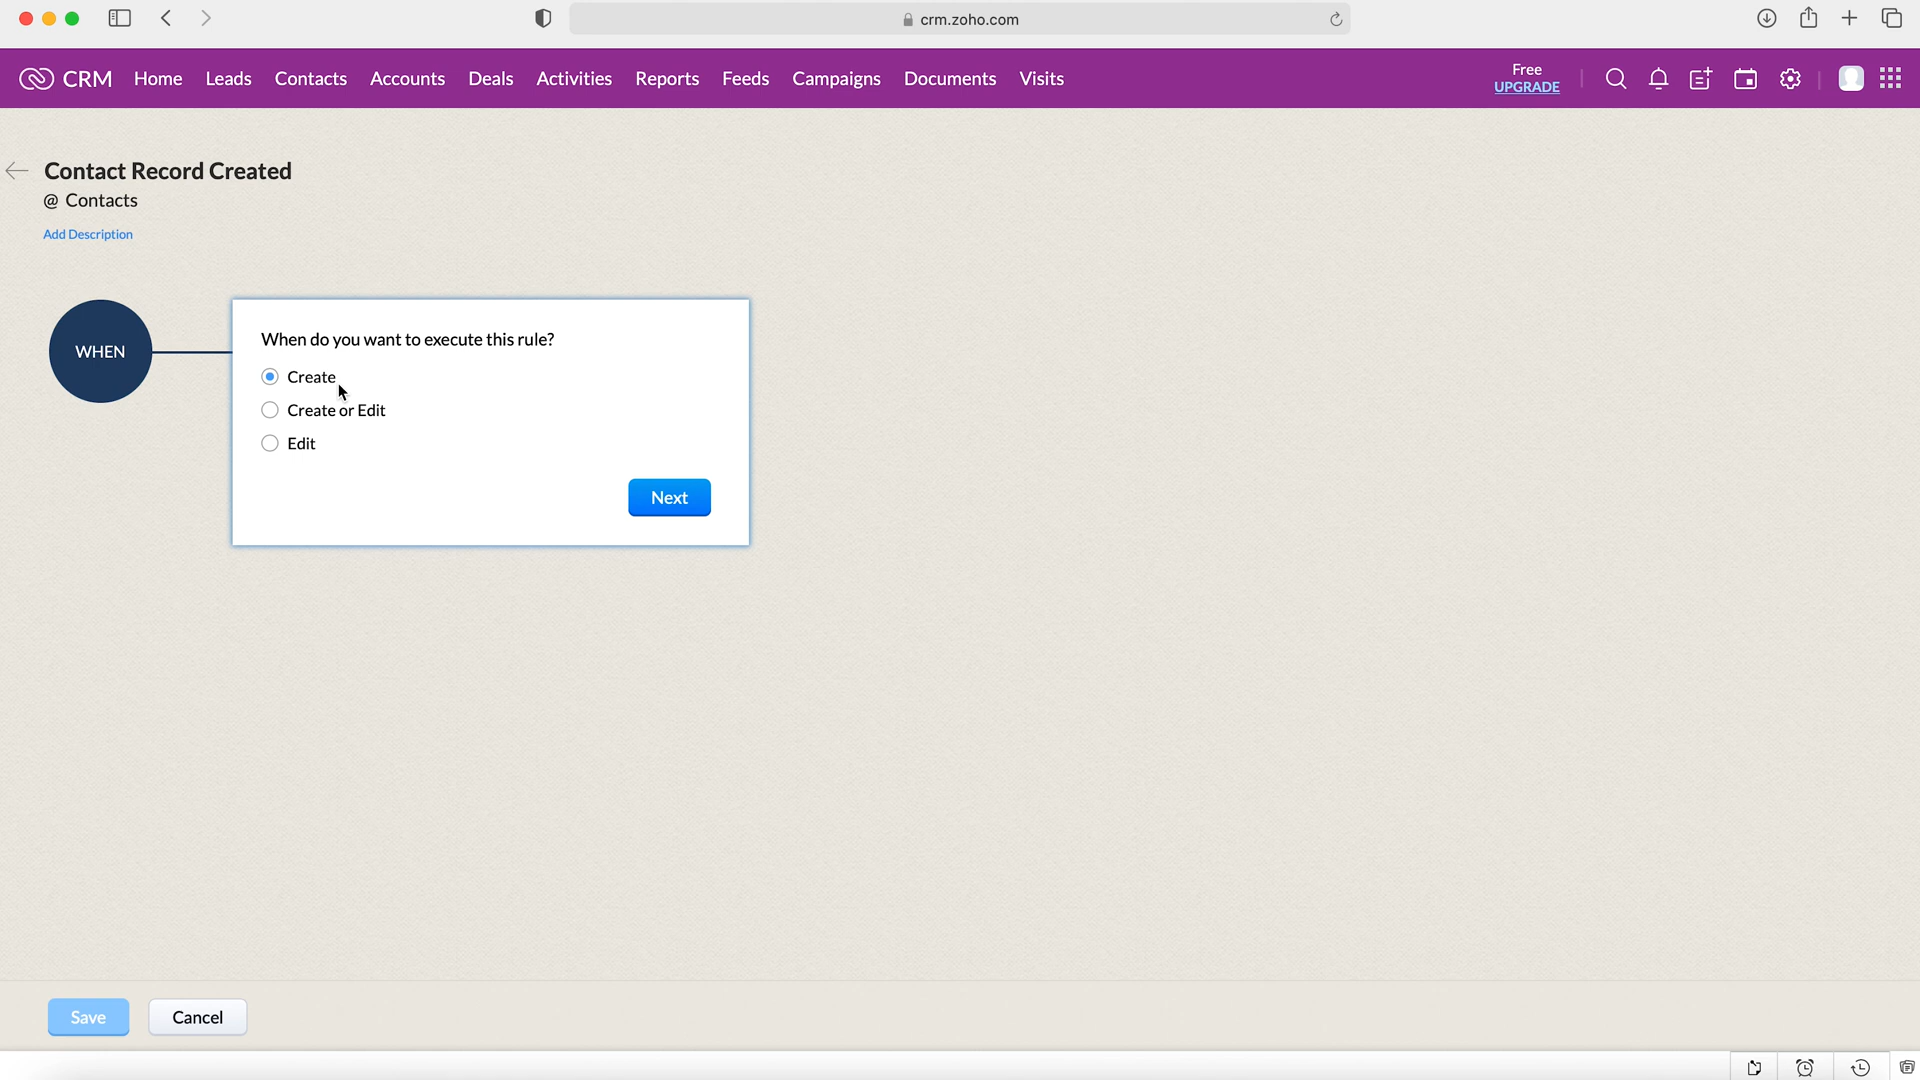 crm.zoho.com
CRM Home Leads Contacts Accounts Deals Activities Reports Feeds Campaigns Documents Visits
Free
UPGRADE
Contact Record Created
@ Contacts
Add Description
WHEN
When do you want to execute this rule?
Create
Create or Edit
Edit
Next
Save Cancel